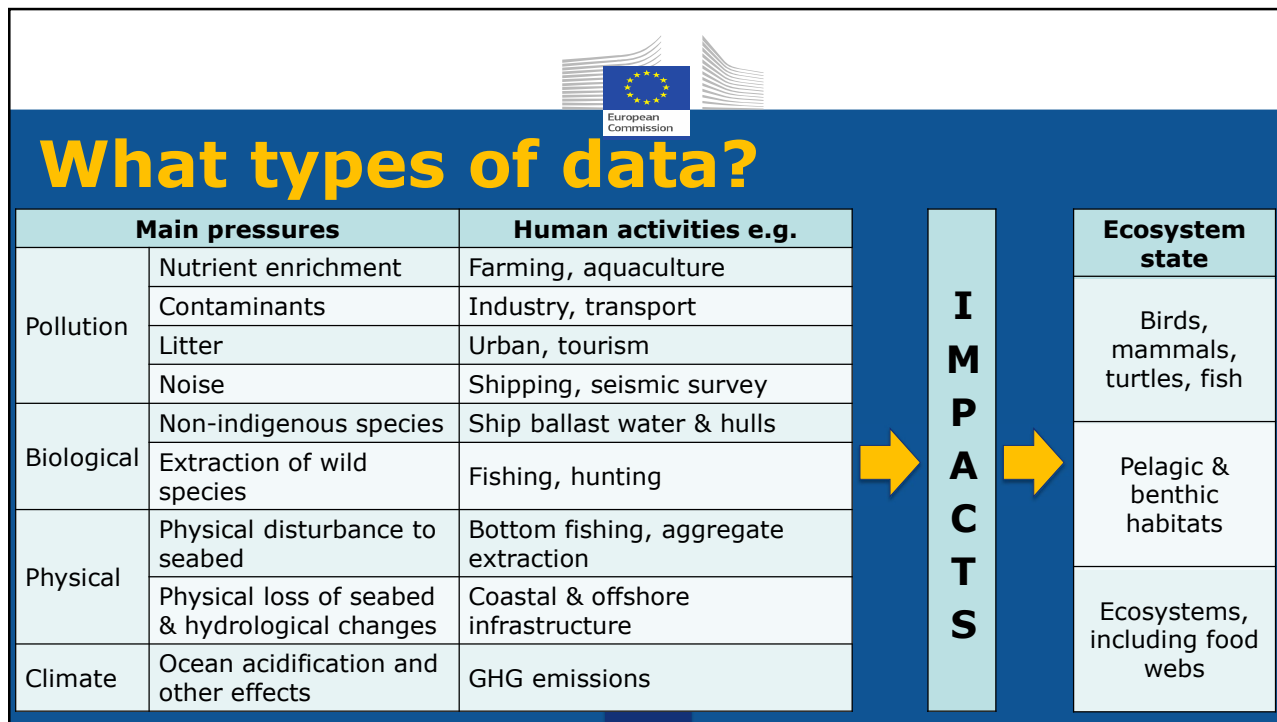 European
Commission
What types of data?
Main pressures Human activities e.g.
Pollution
Nutrient enrichment Farming, aquaculture
Contaminants Industry, transport
Litter Urban, tourism
Noise Shipping, seismic survey
Biological
Non-indigenous species Ship ballast water & hulls
Extraction of wild
species
Fishing, hunting
Physical
Physical disturbance to
seabed
Bottom fishing, aggregate
extraction
Physical loss of seabed
& hydrological changes
Coastal & offshore
infrastructure
Climate
Ocean acidification and
other effects
GHG emissions
I
M
P
A
C
T
S
Ecosystem
state
Birds,
mammals,
turtles, fish
Pelagic &
benthic
habitats
Ecosystems,
including food
webs